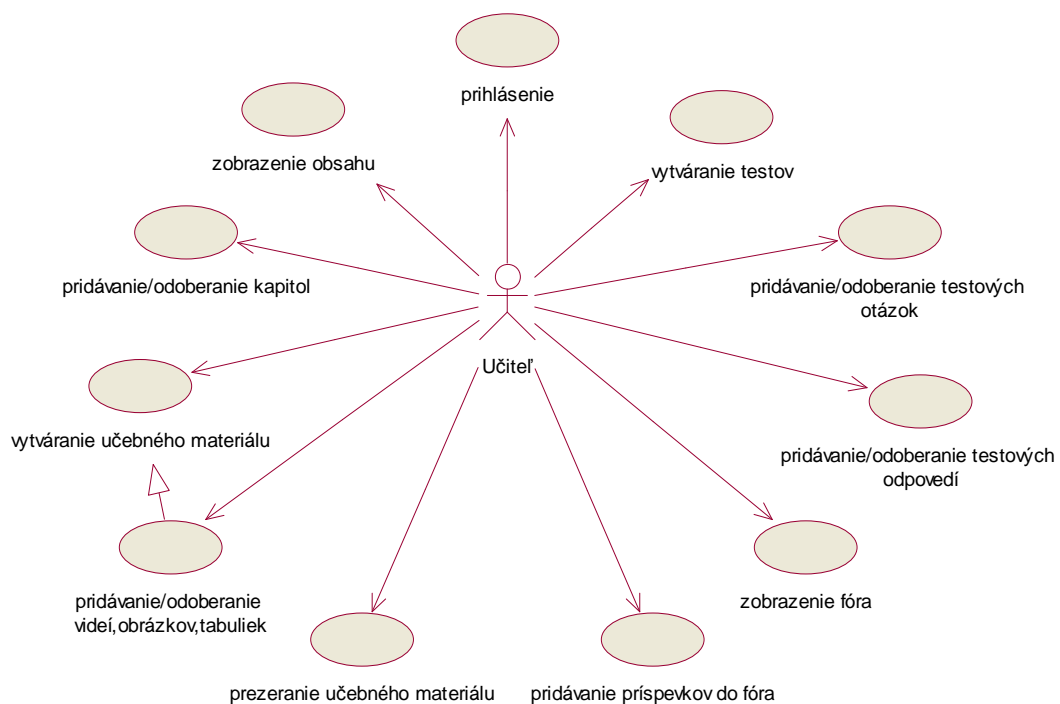 prihlásenie
zobrazenie obsahu
vytváranie testov
pridávanie/odoberanie kapitol
pridávanie/odoberanie testových
otázok
Učiteľ
vytváranie učebného materiálu
pridávanie/odoberanie testových
odpovedí
pridávanie/odoberanie
videí,obrázkov,tabuliek
zobrazenie fóra
prezeranie učebného materiálu
pridávanie príspevkov do fóra